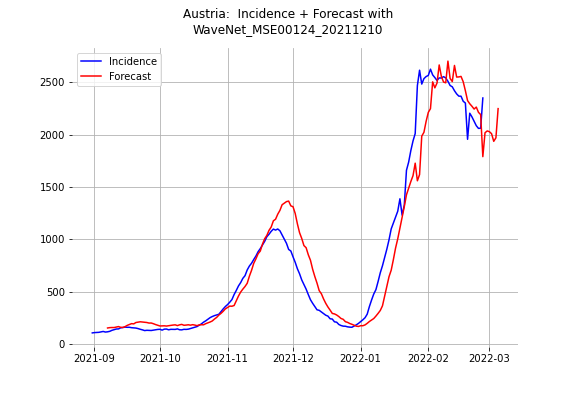 Austria:  Incidence + Forecast with
WaveNet_MSE00124_20211210
Incidence
Forecast
2500
2000
1500
1000
500
0
2021-09 2021-10 2021-11 2021-12 2022-01 2022-02 2022-03